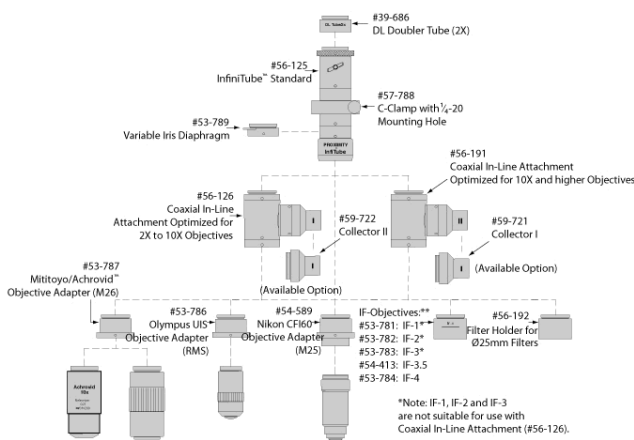 #39-686
DL Doubler Tube (2X)
#56-125
InfiniTube™ Standard
#57-788
C-Clamp with ¼-20
Mounting Hole
#53-789
Variable Iris Diaphragm
PROXIMITY
InfiTube
#56-191
Coaxial In-Line Attachment
Optimized for 10X and higher Objectives
#56-126
Coaxial In-Line
Attachment Optimized for
2X to 10X Objectives
I
II
#59-722
Collector II
#59-721
Collector I
I
I
(Available Option)
(Available Option)
#53-787
Mititoyo/Achrovid™
Objective Adapter (M26)
#53-786
Olympus UIS
Objective Adapter
(RMS)
#54-589
Nikon CFI60
Objective Adapter
(M25)
IF-Objectives:**
#53-781: IF-1*
#53-782: IF-2*
#53-783: IF-3*
#54-413: IF-3.5
#53-784: IF-4
#56-192
Filter Holder for
Ø25mm Filters
*Note: IF-1, IF-2 and IF-3
are not suitable for use with
Coaxial In-Line Attachment (#56-126).